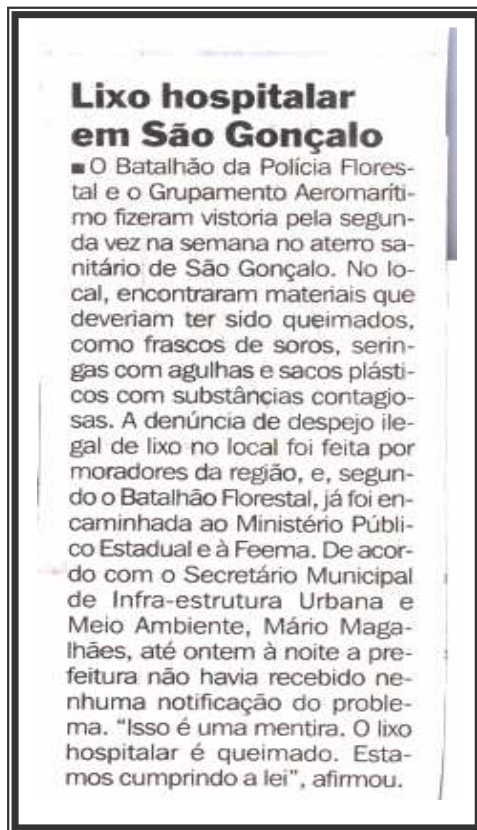 Lixo hospitalar
em São Gonçalo
■ O Batalhão da Polícia Flores-
tal e o Grupamento Aeromaríti-
mo fizeram vistoria pela segun-
da vez na semana no aterro sa-
nitário de São Gonçalo. No lo-
cal, encontraram materiais que
deveriam ter sido queimados,
como frascos de soros, serin-
gas com agulhas e sacos plásti-
cos com substâncias contagio-
sas. A denúncia de despejo ile-
gal de lixo no local foi feita por
moradores da região, e, segun-
do o Batalhão Florestal, já foi en-
caminhada ao Ministério Públi-
co Estadual e à Feema. De acor-
do com o Secretário Municipal
de Infra-estrutura Urbana e
Meio Ambiente, Mário Maga-
lhães, até ontem à noite a pre-
feitura não havia recebido ne-
nhuma notificação do proble-
ma. “Isso é uma mentira. O lixo
hospitalar é queimado. Esta-
mos cumprindo a lei”, afirmou.